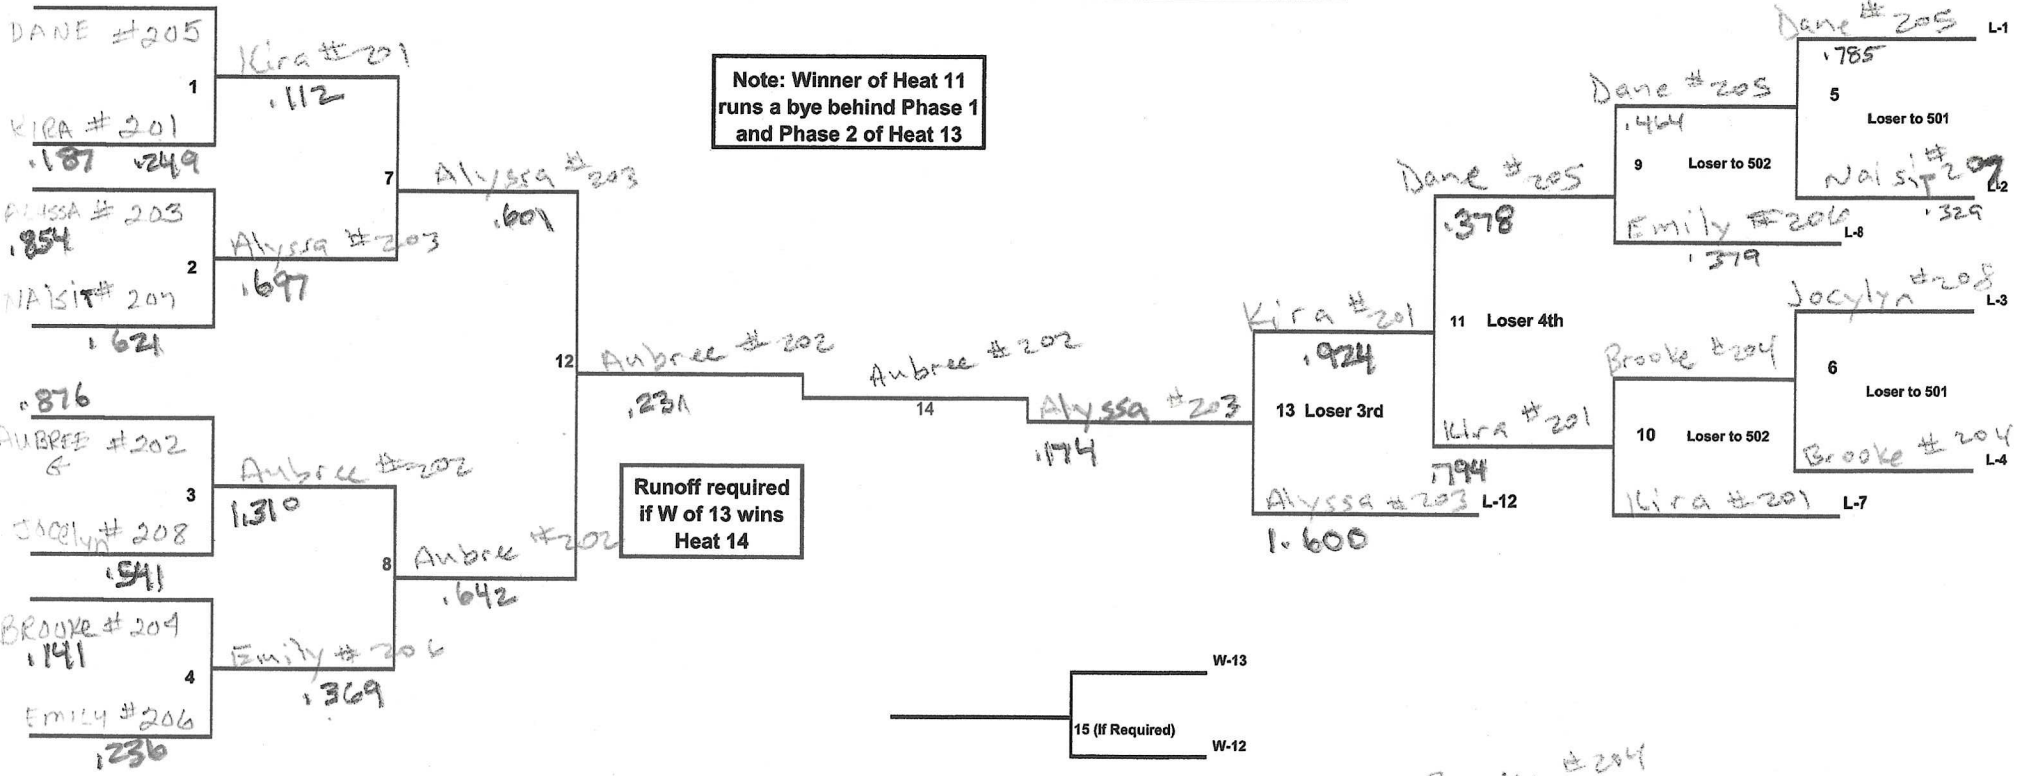 DANE #205
1
KIRA #201
.187 .249
Kira #201
.112
ALYSSA # 203
.854
2
NAISIT# 207
.621
Alyssa #203
.697
7
Alyssa #203
.601
.876
AUBREE #202
G
3
Jocelyn# 208
.541
Aubree #202
1.310
BROOKE # 204
.141
4
EMILY #206
.236
Emily # 206
.369
8
Aubree #202
.642
12
Aubree #202
.231
Note: Winner of Heat 11
runs a bye behind Phase 1
and Phase 2 of Heat 13
Runoff required
if W of 13 wins
Heat 14
Aubree #202
14
Alyssa #203
.174
Kira #201
.924
13 Loser 3rd
Alyssa #203 L-12
1.600
Dane #205
.378
11 Loser 4th
Kira #201
.794
Dane #205
.464
9 Loser to 502
Emily #206 L-8
.379
Brooke #204
10 Loser to 502
Kira #201 L-7
Dane #205 L-1
.785
5
Loser to 501
Naisit #207 L-2
.329
Jocylyn #208 L-3
6
Loser to 501
Brooke #204 L-4
W-13
15 (If Required)
W-12
#204